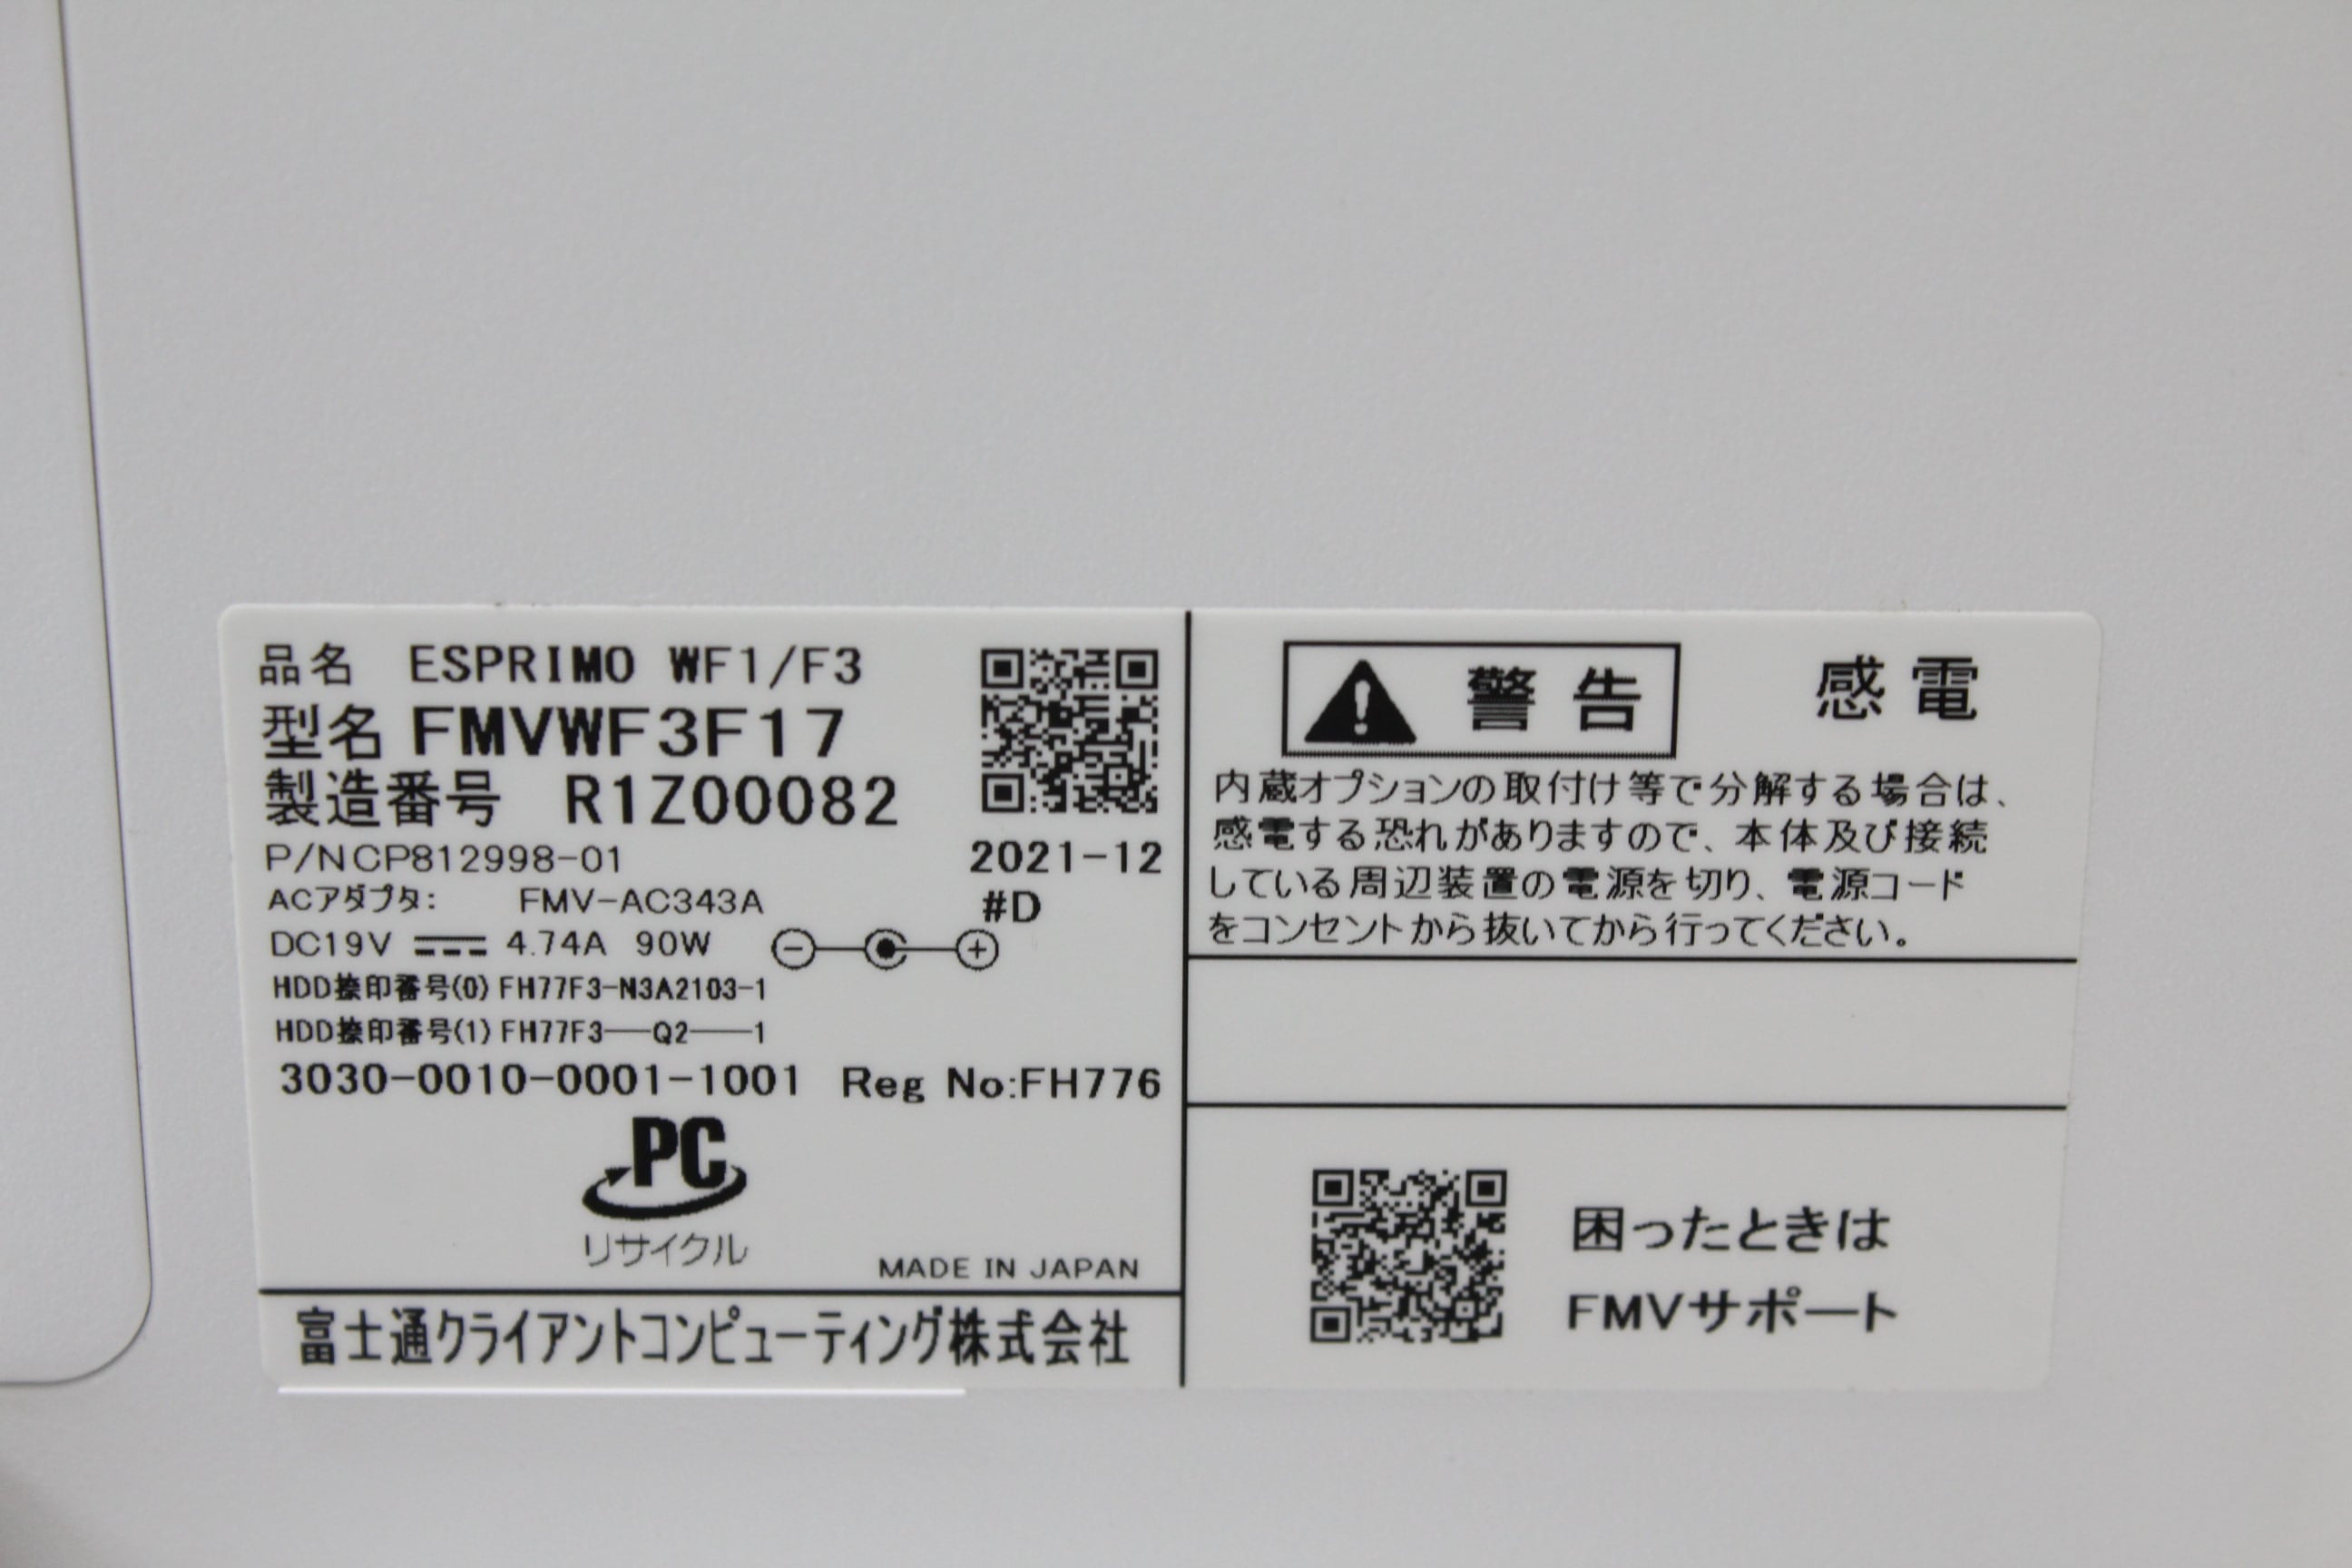 品名 ESPRIMO WF1/F3
型名 FMVWF3F17
製造番号 R1Z00082
P/N CP812998-01
2021-12
ACアダプタ: FMV-AC343A
#D
DC19V 4.74A 90W
HDD捺印番号(0) FH77F3-N3A2103-1
HDD捺印番号(1) FH77F3——Q2——1
3030-0010-0001-1001 Reg No:FH776
PC
リサイクル
MADE IN JAPAN
富士通クライアントコンピューティング株式会社
警告 感電
内蔵オプションの取付け等で分解する場合は、
感電する恐れがありますので、本体及び接続
している周辺装置の電源を切り、電源コード
をコンセントから抜いてから行ってください。
困ったときは
FMVサポート